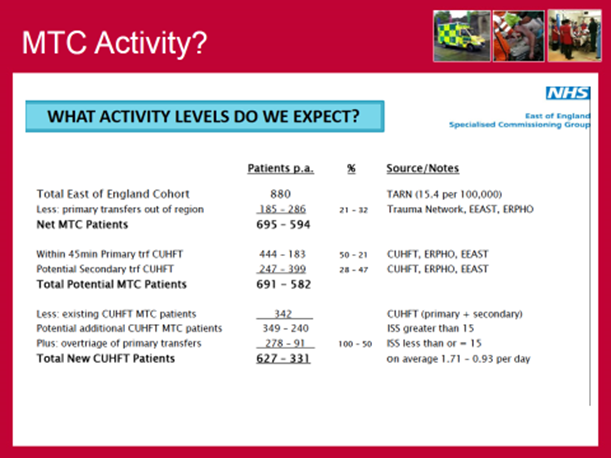 MTC Activity?
NHS
East of England
Specialised Commissioning Group
WHAT ACTIVITY LEVELS DO WE EXPECT?
Patients p.a. % Source/Notes
Total East of England Cohort 880 TARN (15.4 per 100,000)
Less: primary transfers out of region 185 – 286 21 – 32 Trauma Network, EEAST, ERPHO
Net MTC Patients 695 – 594
Within 45min Primary trf CUHFT 444 – 183 50 – 21 CUHFT, ERPHO, EEAST
Potential Secondary trf CUHFT 247 – 399 28 – 47 CUHFT, ERPHO, EEAST
Total Potential MTC Patients 691 – 582
Less: existing CUHFT MTC patients 342 CUHFT (primary + secondary)
Potential additional CUHFT MTC patients 349 – 240 ISS greater than 15
Plus: overtriage of primary transfers 278 – 91 100 – 50 ISS less than or = 15
Total New CUHFT Patients 627 – 331 on average 1.71 – 0.93 per day